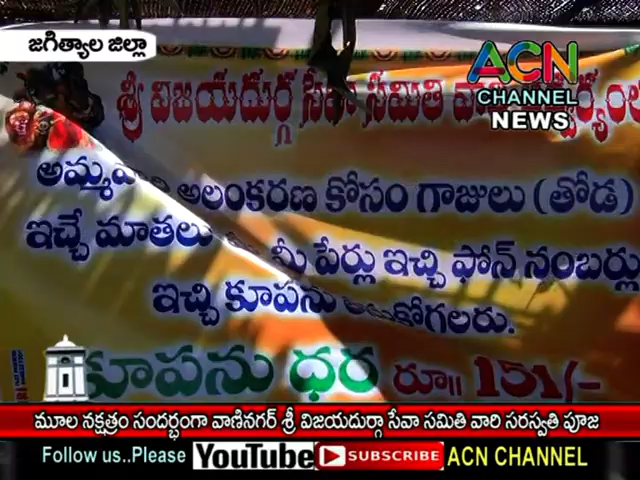 జగిత్యాల జిల్లా
ACN
CHANNEL
NEWS
శ్రీ విజయదుర్గ సేవా సమితి వారి
అమ్మవారి అలంకరణ కోసం గాజులు (తోడ)
ఇచ్చే మాతలు మీ పేర్లు ఇచ్చి ఫోన్ నంబర్లు
ఇచ్చి కూపను
కూపను ధర రూ॥ 151/-
మూల నక్షత్రం సందర్భంగా వాణినగర్ శ్రీ విజయదుర్గా సేవా సమితి వారి సరస్వతి పూజ
Follow us..Please YouTube SUBSCRIBE ACN CHANNEL